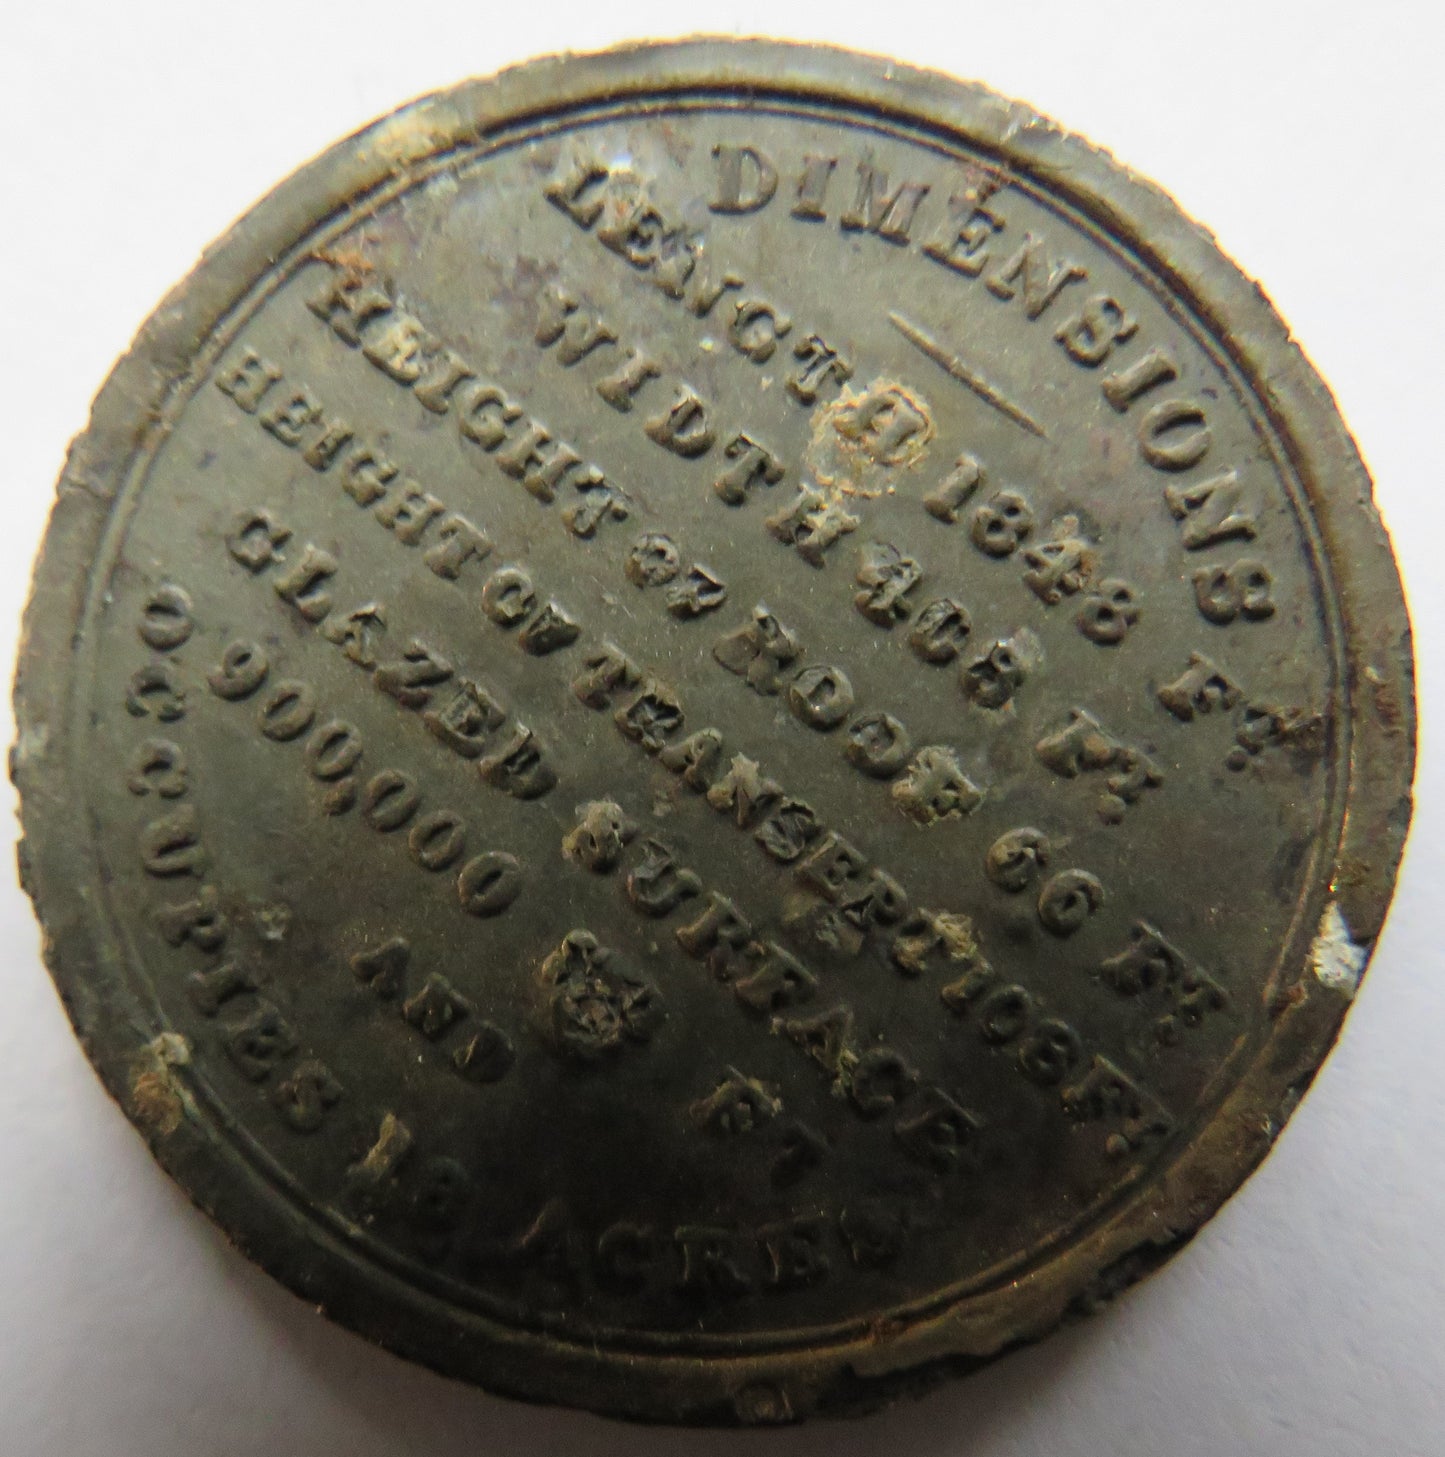 DIMENSIONS
LENGTH 1848 FT.
WIDTH 408 FT.
HEIGHT OF ROOF 66 FT.
HEIGHT OF TRANSEPT 108 FT.
GLAZED SURFACE
900,000 FT
AND
OCCUPIES 18 ACRES